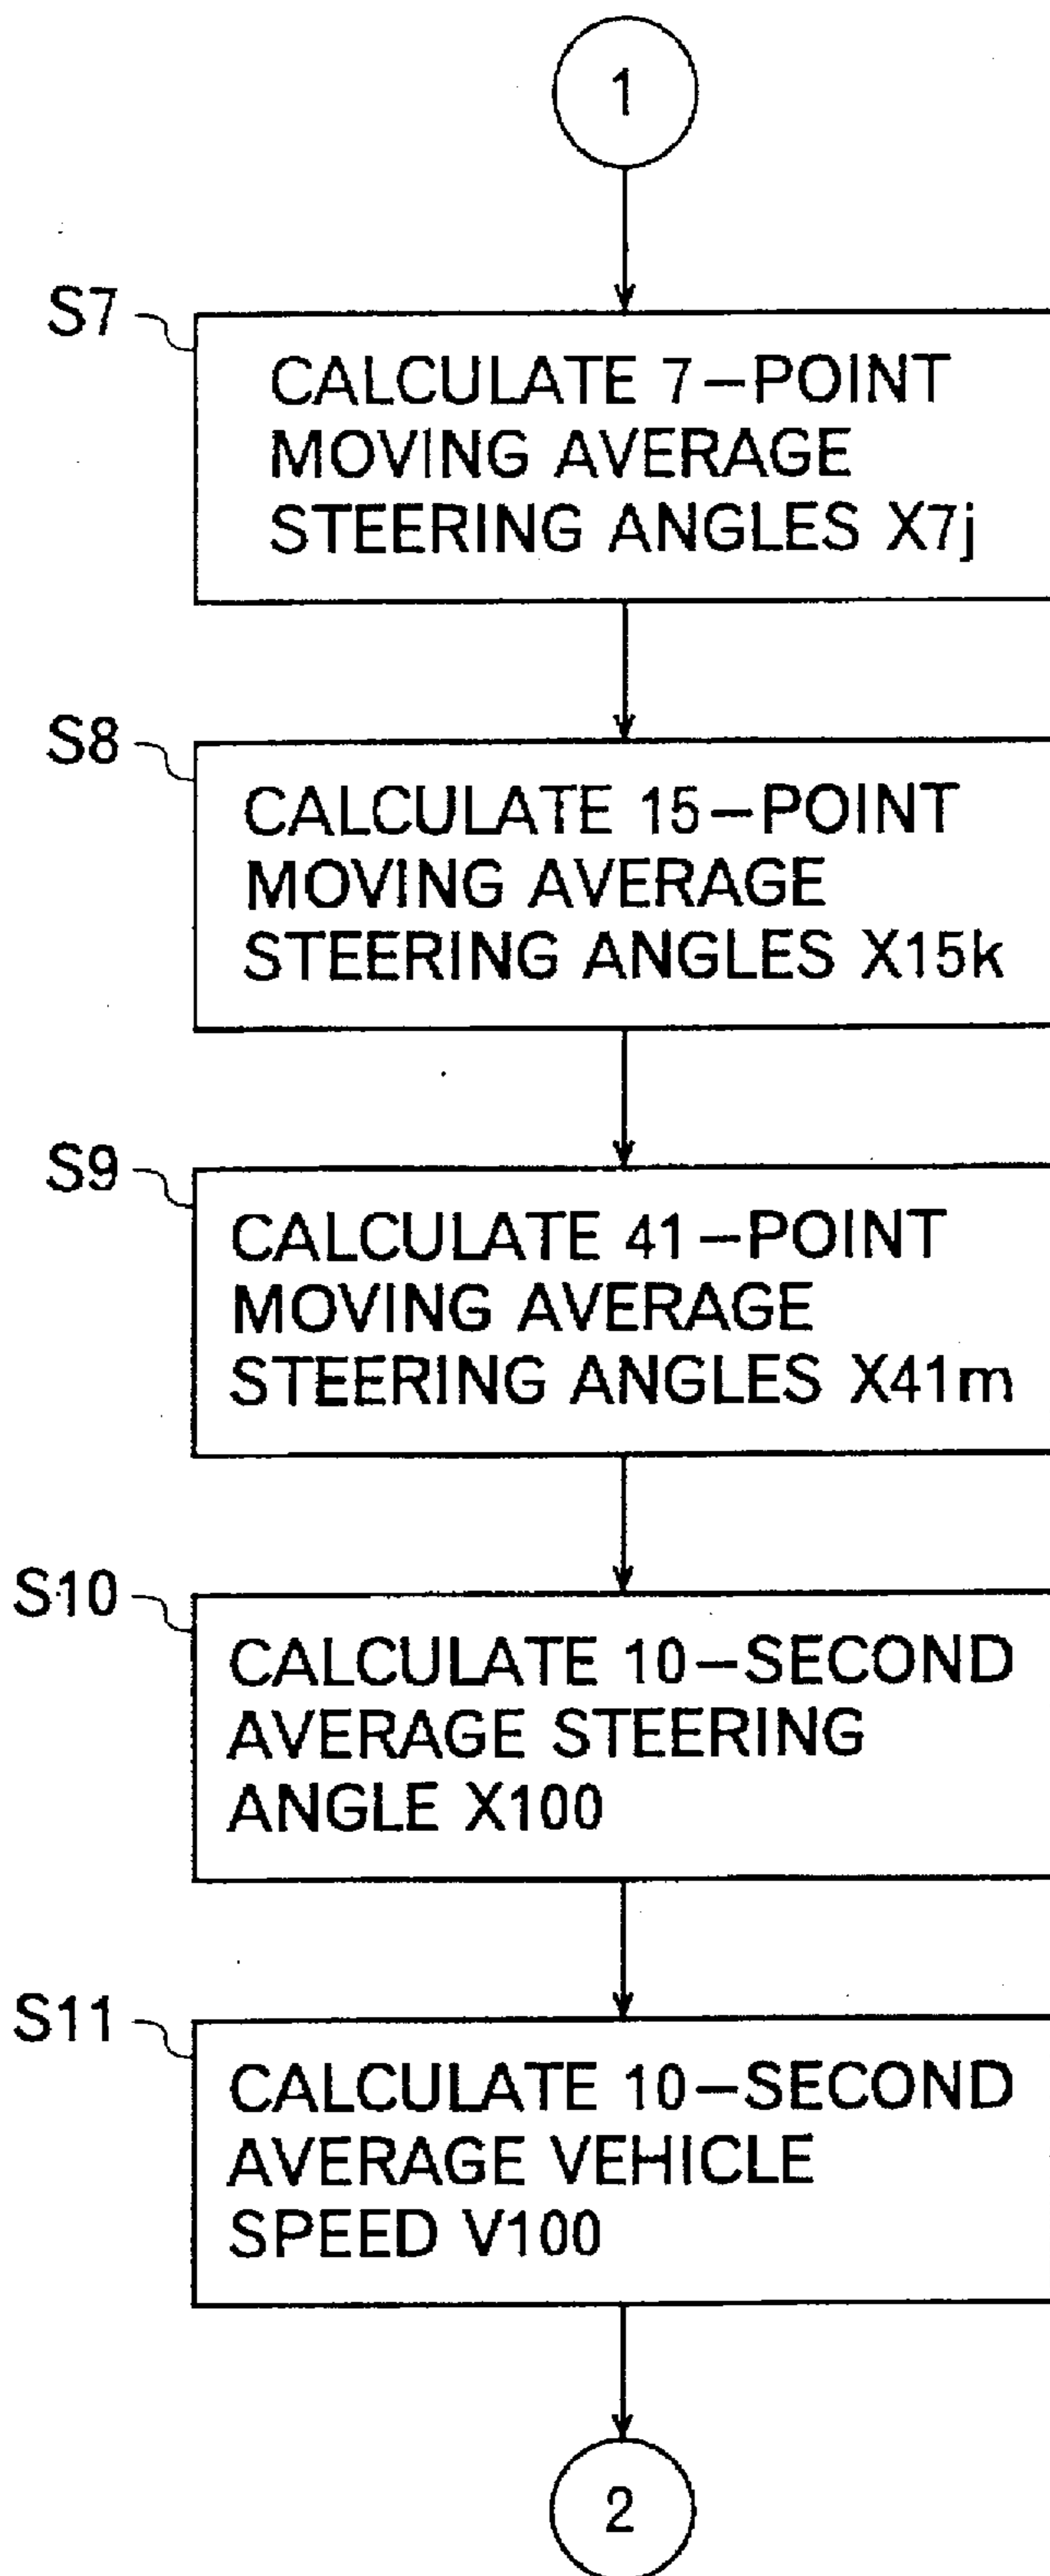 1
S7
CALCULATE 7-POINT
MOVING AVERAGE
STEERING ANGLES X7j
S8
CALCULATE 15-POINT
MOVING AVERAGE
STEERING ANGLES X15k
S9
CALCULATE 41-POINT
MOVING AVERAGE
STEERING ANGLES X41m
S10
CALCULATE 10-SECOND
AVERAGE STEERING
ANGLE X100
S11
CALCULATE 10-SECOND
AVERAGE VEHICLE
SPEED V100
2